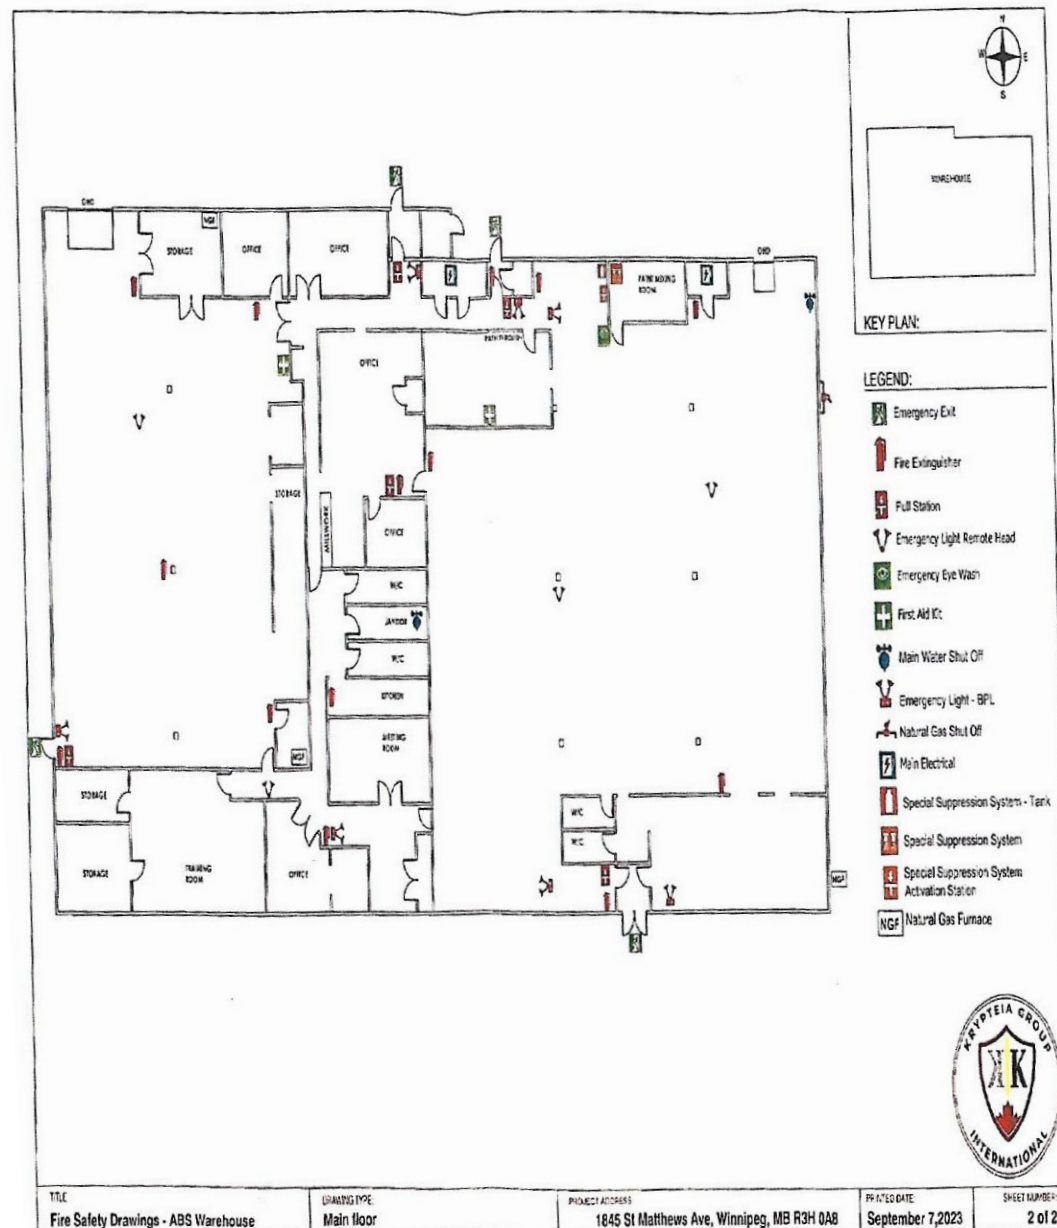 N
W
E
S
WAREHOUSE
KEY PLAN:
LEGEND:
Emergency Exit
Fire Extinguisher
Pull Station
Emergency Light Remote Head
Emergency Eye Wash
First Aid Kit
Main Water Shut Off
Emergency Light - BPL
Natural Gas Shut Off
Main Electrical
Special Suppression System - Tank
Special Suppression System
Special Suppression System
Activation Station
NGF
Natural Gas Furnace
OHD
NGF
STORAGE
OFFICE
OFFICE
OHD
PAINT MIXING
ROOM
PATH THROUGH
OFFICE
STORAGE
MILLWORK
OFFICE
W/C
JANITOR
W/C
KITCHEN
MEETING
ROOM
NGF
STORAGE
STORAGE
TRAINING
ROOM
OFFICE
W/C
W/C
NGF
KRYPTEIA GROUP
K K
INTERNATIONAL
TITLE
Fire Safety Drawings - ABS Warehouse
DRAWING TYPE:
Main floor
PROJECT ADDRESS
1845 St Matthews Ave, Winnipeg, MB R3H 0A8
PRINTED DATE
September 7,2023
SHEET NUMBER:
2 of 2